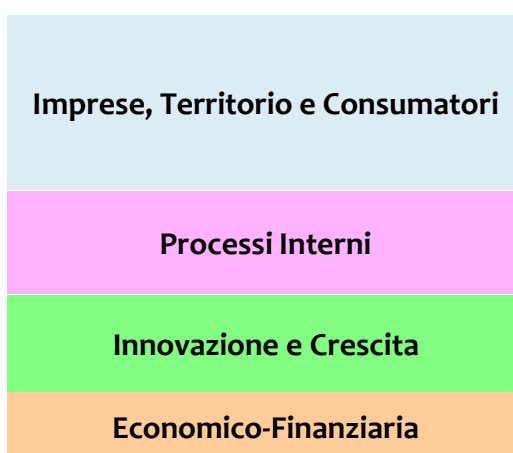 Imprese, Territorio e Consumatori
Processi Interni
Innovazione e Crescita
Economico-Finanziaria